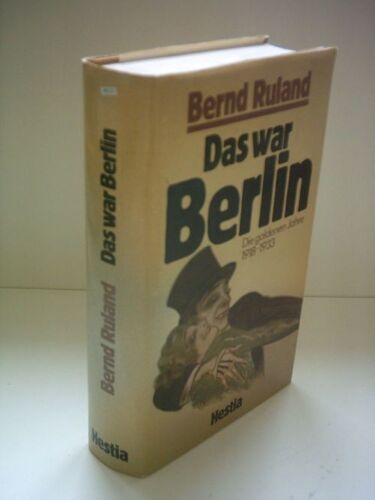 Bernd Ruland
Das war
Berlin
Die goldenen Jahre
1918-1933
Hestia
Bernd Ruland Das war Berlin
Hestia